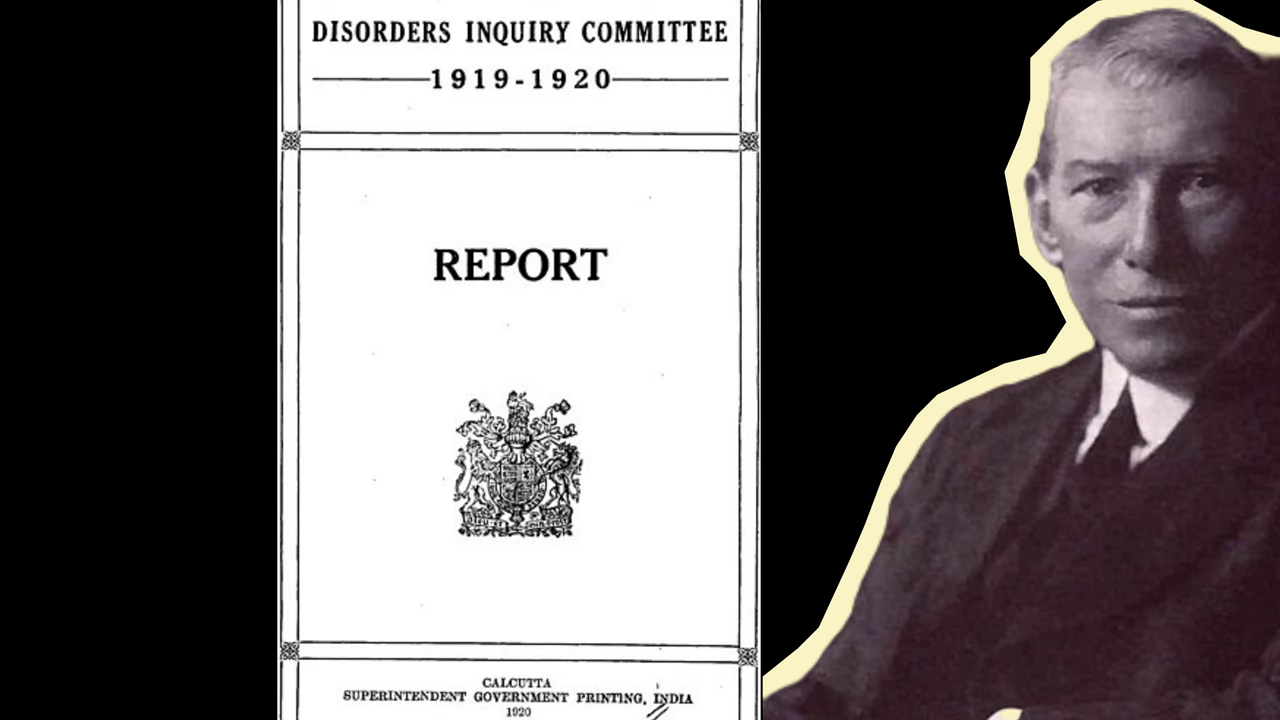 DISORDERS INQUIRY COMMITTEE
1919-1920
REPORT
CALCUTTA
SUPERINTENDENT GOVERNMENT PRINTING, INDIA
1920